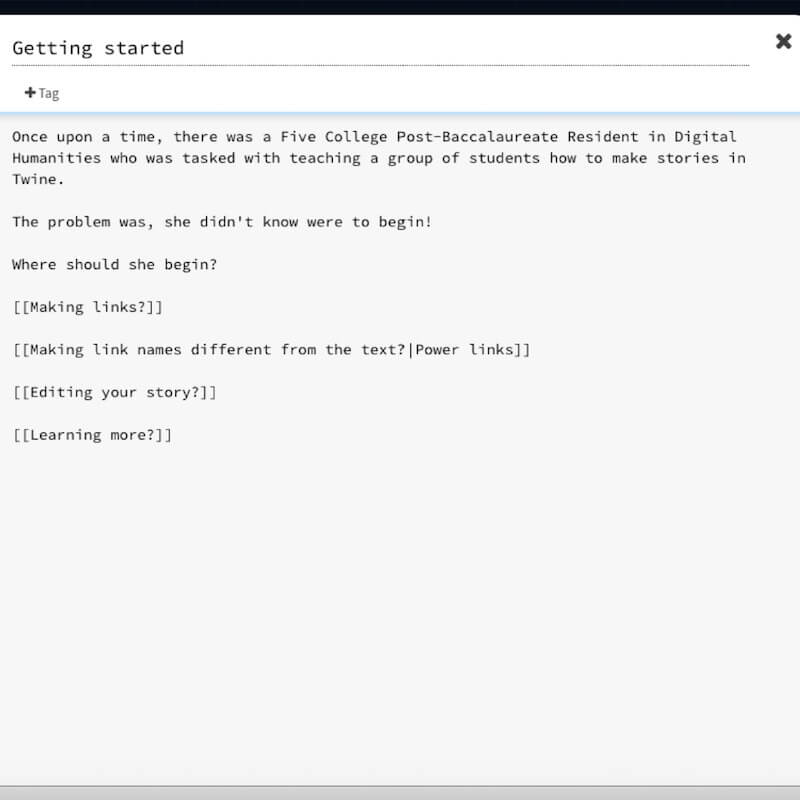 Getting started
+ Tag
Once upon a time, there was a Five College Post-Baccalaureate Resident in Digital
Humanities who was tasked with teaching a group of students how to make stories in
Twine.
The problem was, she didn't know were to begin!
Where should she begin?
[[Making links?]]
[[Making link names different from the text?|Power links]]
[[Editing your story?]]
[[Learning more?]]